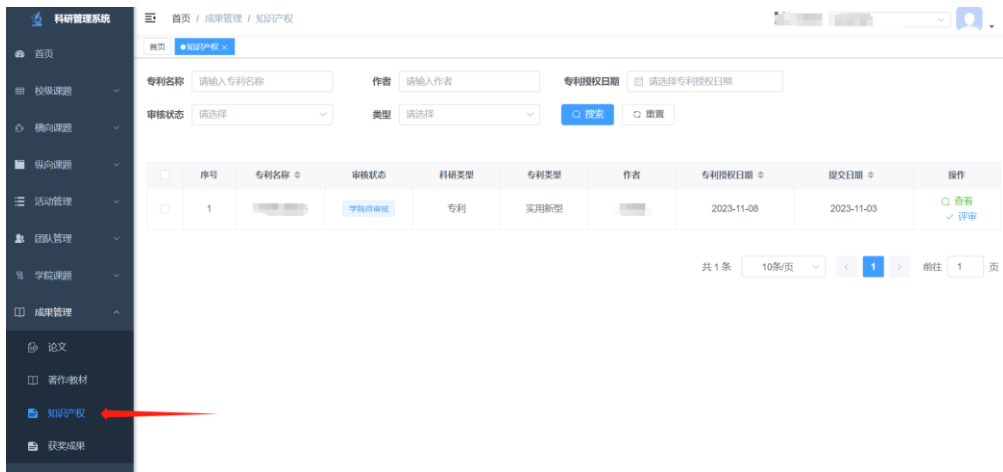 科研管理系统
首页 / 成果管理 / 知识产权
首页
校级课题
横向课题
纵向课题
活动管理
团队管理
学院课题
成果管理
论文
著作/教材
知识产权
获奖成果
首页 知识产权 ×
专利名称 请输入专利名称 作者 请输入作者 专利授权日期 请选择专利授权日期
审核状态 请选择 类型 请选择 搜索 重置
序号 专利名称 审核状态 科研类型 专利类型 作者 专利授权日期 提交日期 操作
1 学院待审核 专利 实用新型 2023-11-08 2023-11-03 查看
评审
共 1 条 10条/页 < 1 > 前往 1 页